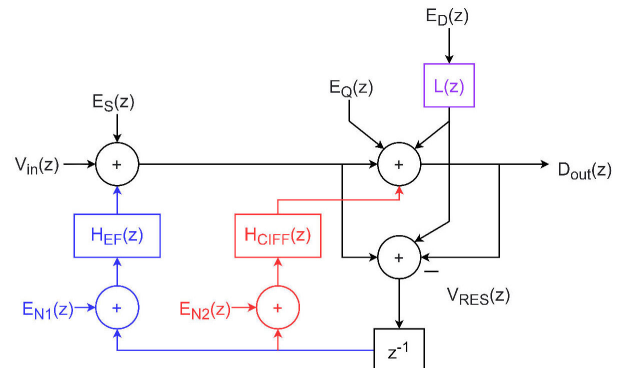 E_D(z)
L(z)
E_Q(z)
E_S(z)
V_in(z)
+
+
D_out(z)
H_EF(z)
H_CIFF(z)
+
−
V_RES(z)
E_N1(z)
+
E_N2(z)
+
z^-1